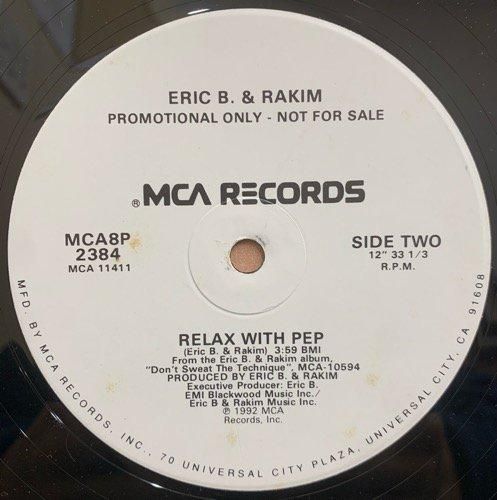 ERIC B. & RAKIM
PROMOTIONAL ONLY - NOT FOR SALE
® MCA RECORDS
MCA8P
2384
MCA 11411
SIDE TWO
12" 33 1/3
R.P.M.
RELAX WITH PEP
(Eric B. & Rakim) 3:59 BMI
From the Eric B. & Rakim album,
"Don't Sweat The Technique", MCA-10594
PRODUCED BY ERIC B. & RAKIM
Executive Producer: Eric B.
EMI Blackwood Music Inc./
Eric B & Rakim Music Inc.
℗ 1992 MCA
Records, Inc.
MFD. BY MCA RECORDS, INC., 70 UNIVERSAL CITY PLAZA, UNIVERSAL CITY, CA 91608